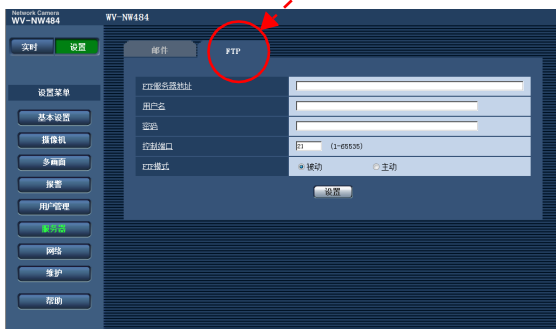 Network Camera
WV-NW484
WV-NW484
实时 设置
邮件 FTP
设置菜单
基本设置
摄像机
多画面
报警
用户管理
服务器
网络
维护
帮助
FTP服务器地址
用户名
密码
控制端口 21 (1-65535)
FTP模式 被动 主动
设置